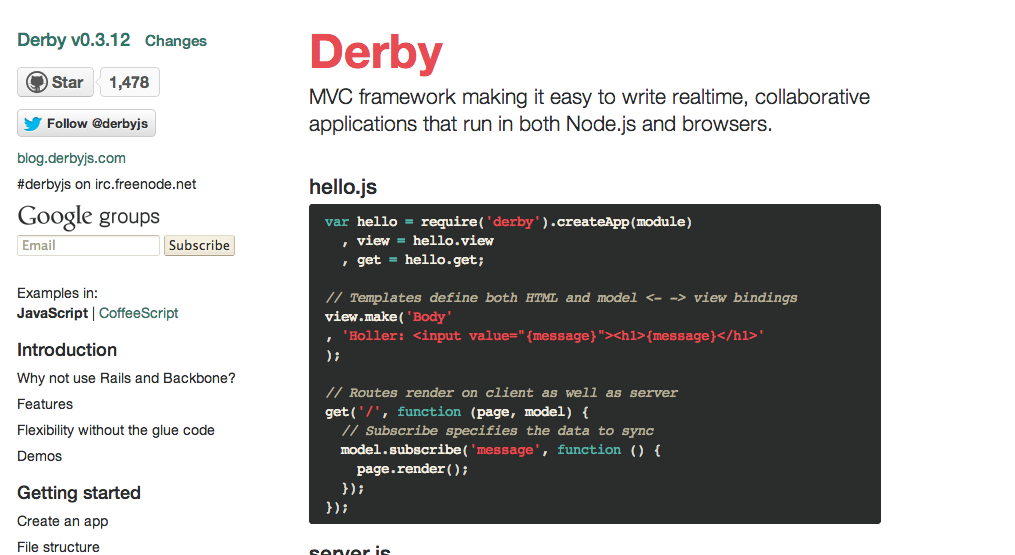 Derby v0.3.12 Changes
Star 1,478
Follow @derbyjs
blog.derbyjs.com
#derbyjs on irc.freenode.net
Google groups
Email Subscribe
Examples in:
JavaScript | CoffeeScript
Introduction
Why not use Rails and Backbone?
Features
Flexibility without the glue code
Demos
Getting started
Create an app
File structure
Derby
MVC framework making it easy to write realtime, collaborative
applications that run in both Node.js and browsers.
hello.js
var hello = require('derby').createApp(module)
  , view = hello.view
  , get = hello.get;
// Templates define both HTML and model <- -> view bindings
view.make('Body'
, 'Holler: <input value="{message}"><h1>{message}</h1>'
);
// Routes render on client as well as server
get('/', function (page, model) {
  // Subscribe specifies the data to sync
  model.subscribe('message', function () {
    page.render();
  });
});
server.js